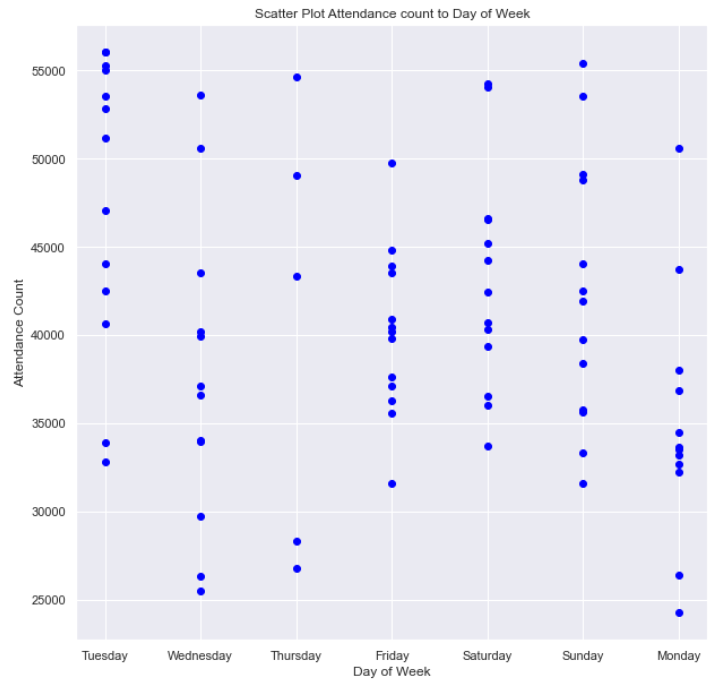 Scatter Plot Attendance count to Day of Week
55000
50000
45000
40000
35000
30000
25000
Attendance Count
Tuesday Wednesday Thursday Friday Saturday Sunday Monday
Day of Week